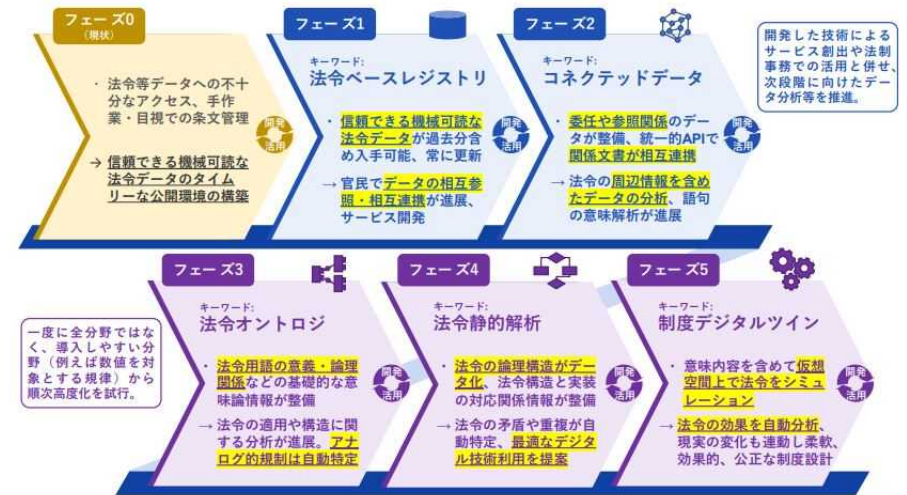 フェーズ0
(現状)
・法令等データへの不十
分なアクセス、手作
業・目視での条文管理
→ 信頼できる機械可読な
法令データのタイム
リーな公開環境の構築
開発
活用
フェーズ1
キーワード:
法令ベースレジストリ
・信頼できる機械可読な
法令データが過去分含
め入手可能、常に更新
→ 官民でデータの相互参
照・相互連携が進展、
サービス開発
開発
活用
フェーズ2
キーワード:
コネクテッドデータ
・委任や参照関係のデー
タが整備、統一的APIで
関係文書が相互連携
→ 法令の周辺情報を含め
たデータの分析、語句
の意味解析が進展
開発
活用
開発した技術による
サービス創出や法制
事務での活用と併せ、
次段階に向けたデー
タ分析等を推進。
一度に全分野ではな
く、導入しやすい分
野（例えば数値を対
象とする規律）から
順次高度化を試行。
フェーズ3
キーワード:
法令オントロジ
・法令用語の意義・論理
関係などの基礎的な意
味論情報が整備
→ 法令の適用や構造に関
する分析が進展。アナ
ログ的規制は自動特定
開発
活用
フェーズ4
キーワード:
法令静的解析
・法令の論理構造がデー
タ化、法令構造と実装
の対応関係情報が整備
→ 法令の矛盾や重複が自
動特定、最適なデジタ
ル技術利用を提案
開発
活用
フェーズ5
キーワード:
制度デジタルツイン
・意味内容を含めて仮想
空間上で法令をシミュ
レーション
→ 法令の効果を自動分析、
現実の変化も連動し柔軟、
効果的、公正な制度設計
開発
活用